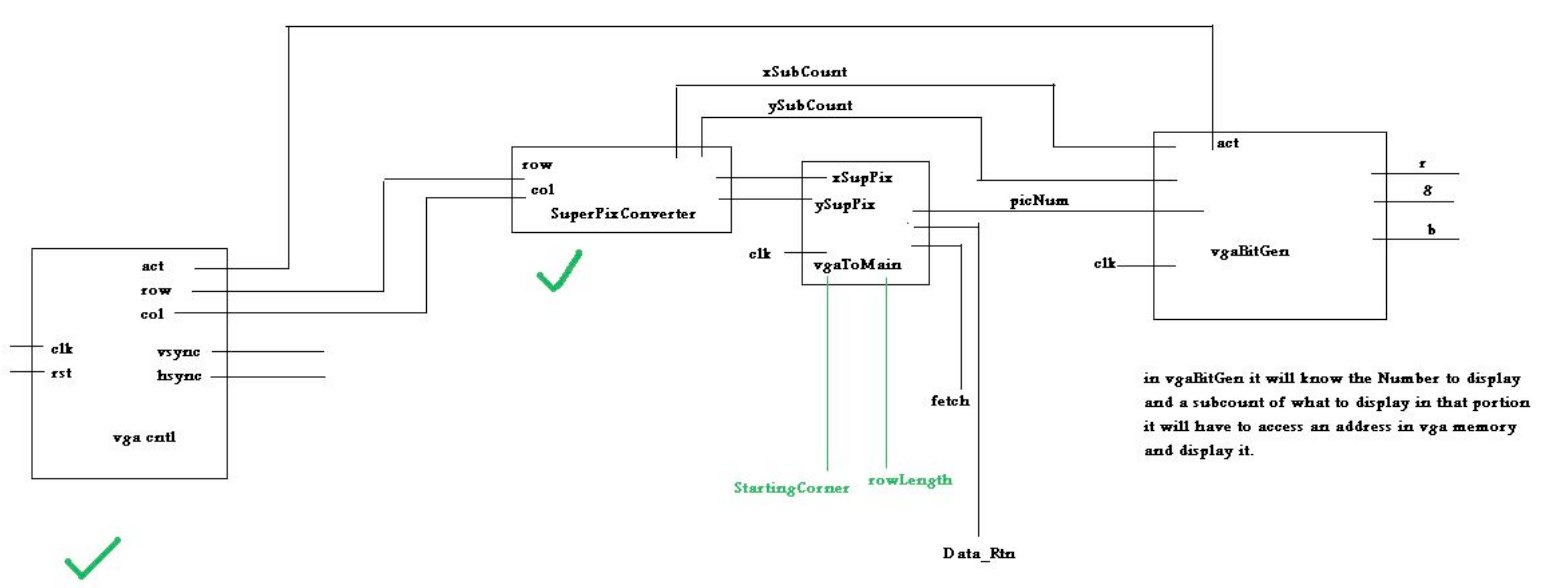 xSubCount
ySubCount
act
row
col
SuperPixConverter
xSupPix
ySupPix
picNum
r
g
b
clk
vgaToMain
clk
vgaBitGen
act
row
col
clk
rst
vsync
hsync
vga cntl
fetch
StartingCorner
rowLength
Data_Rtn
in vgaBitGen it will know the Number to display
and a subcount of what to display in that portion
it will have to access an address in vga memory
and display it.